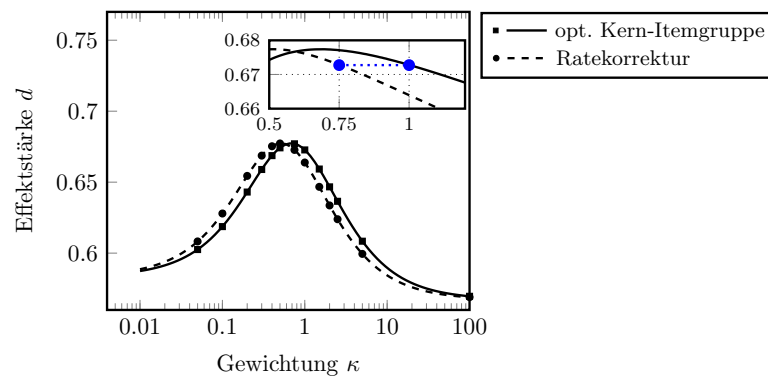 opt. Kern-Itemgruppe
Ratekorrektur
Effektstärke d
0.75
0.7
0.65
0.6
0.68
0.67
0.66
0.5 0.75 1
0.01 0.1 1 10 100
Gewichtung κ